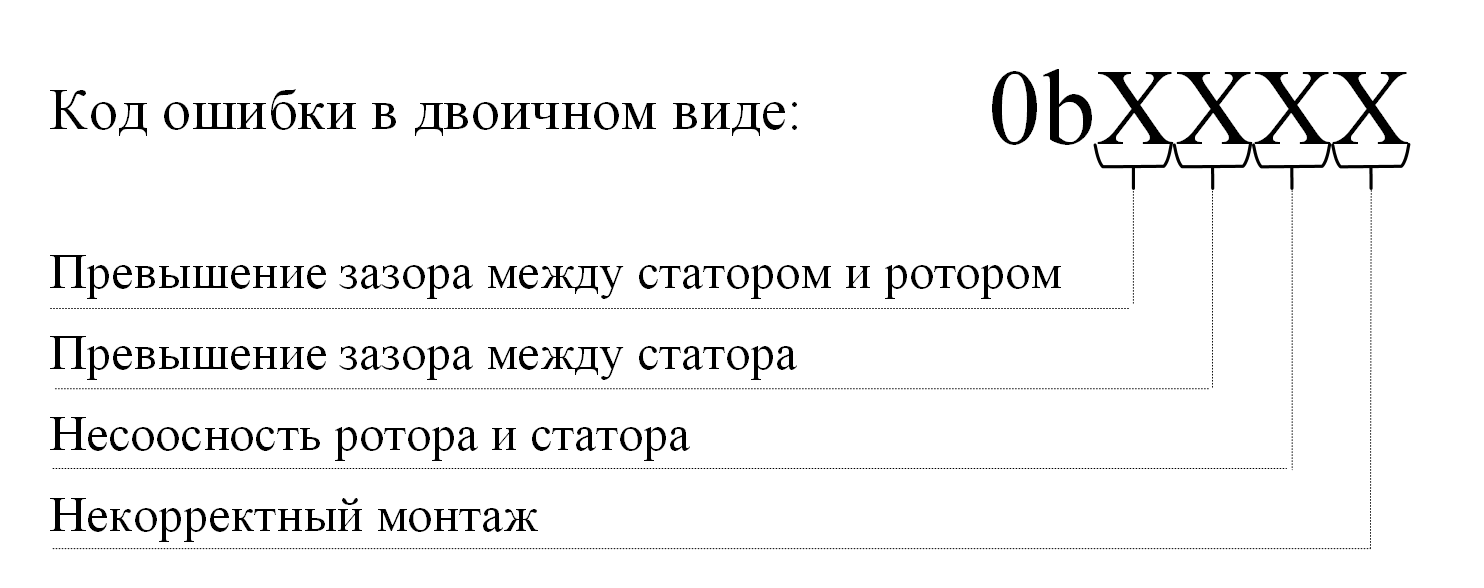 Код ошибки в двоичном виде: 0bXXXX
Превышение зазора между статором и ротором
Превышение зазора между статора
Несоосность ротора и статора
Некорректный монтаж